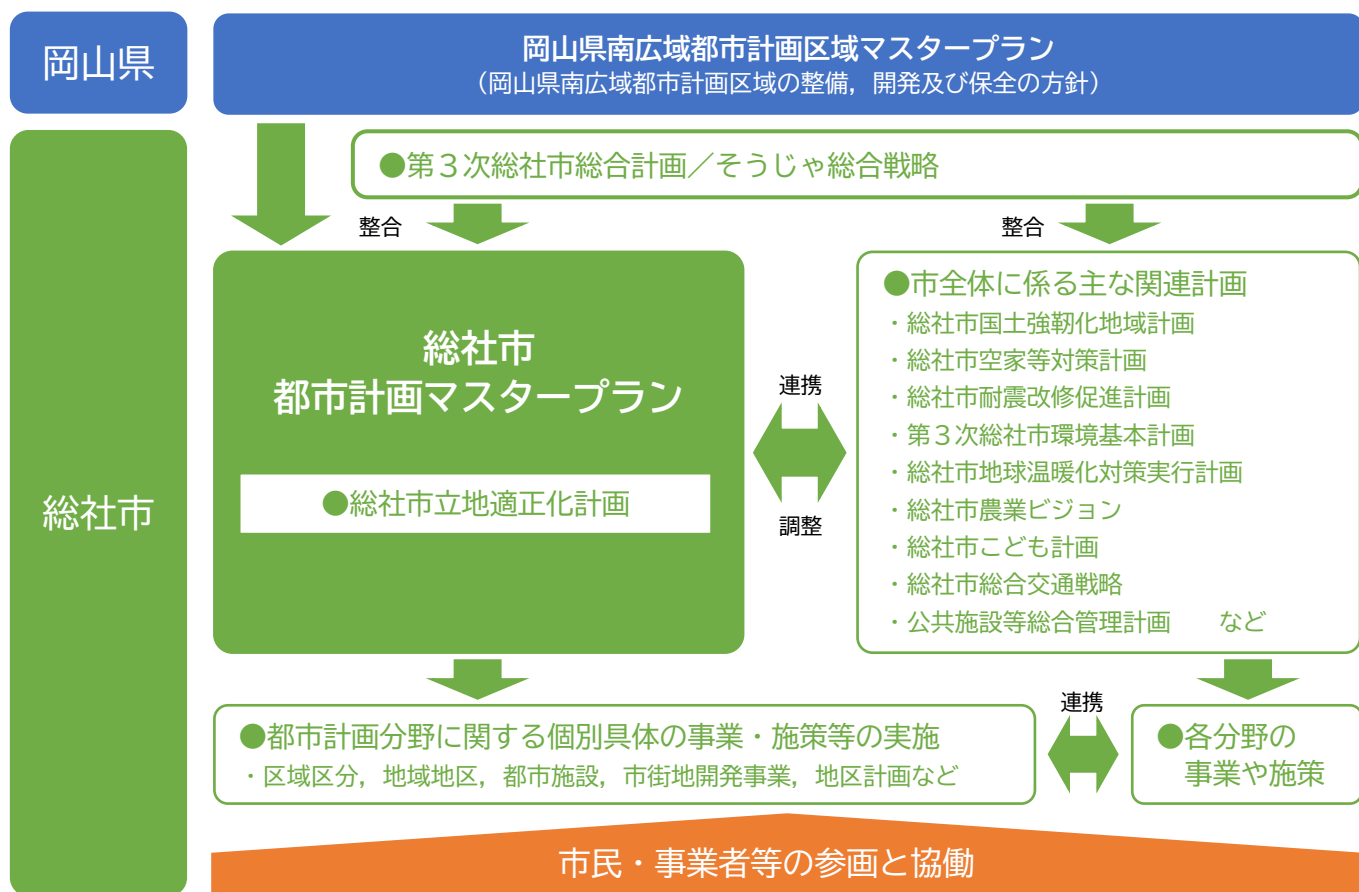 岡山県
岡山県南広域都市計画区域マスタープラン
（岡山県南広域都市計画区域の整備，開発及び保全の方針）
総社市
●第３次総社市総合計画／そうじゃ総合戦略
整合
整合
総社市
都市計画マスタープラン
●総社市立地適正化計画
連携
調整
●市全体に係る主な関連計画
・総社市国土強靭化地域計画
・総社市空家等対策計画
・総社市耐震改修促進計画
・第３次総社市環境基本計画
・総社市地球温暖化対策実行計画
・総社市農業ビジョン
・総社市こども計画
・総社市総合交通戦略
・公共施設等総合管理計画　　など
●都市計画分野に関する個別具体の事業・施策等の実施
・区域区分，地域地区，都市施設，市街地開発事業，地区計画など
連携
●各分野の
事業や施策
市民・事業者等の参画と協働